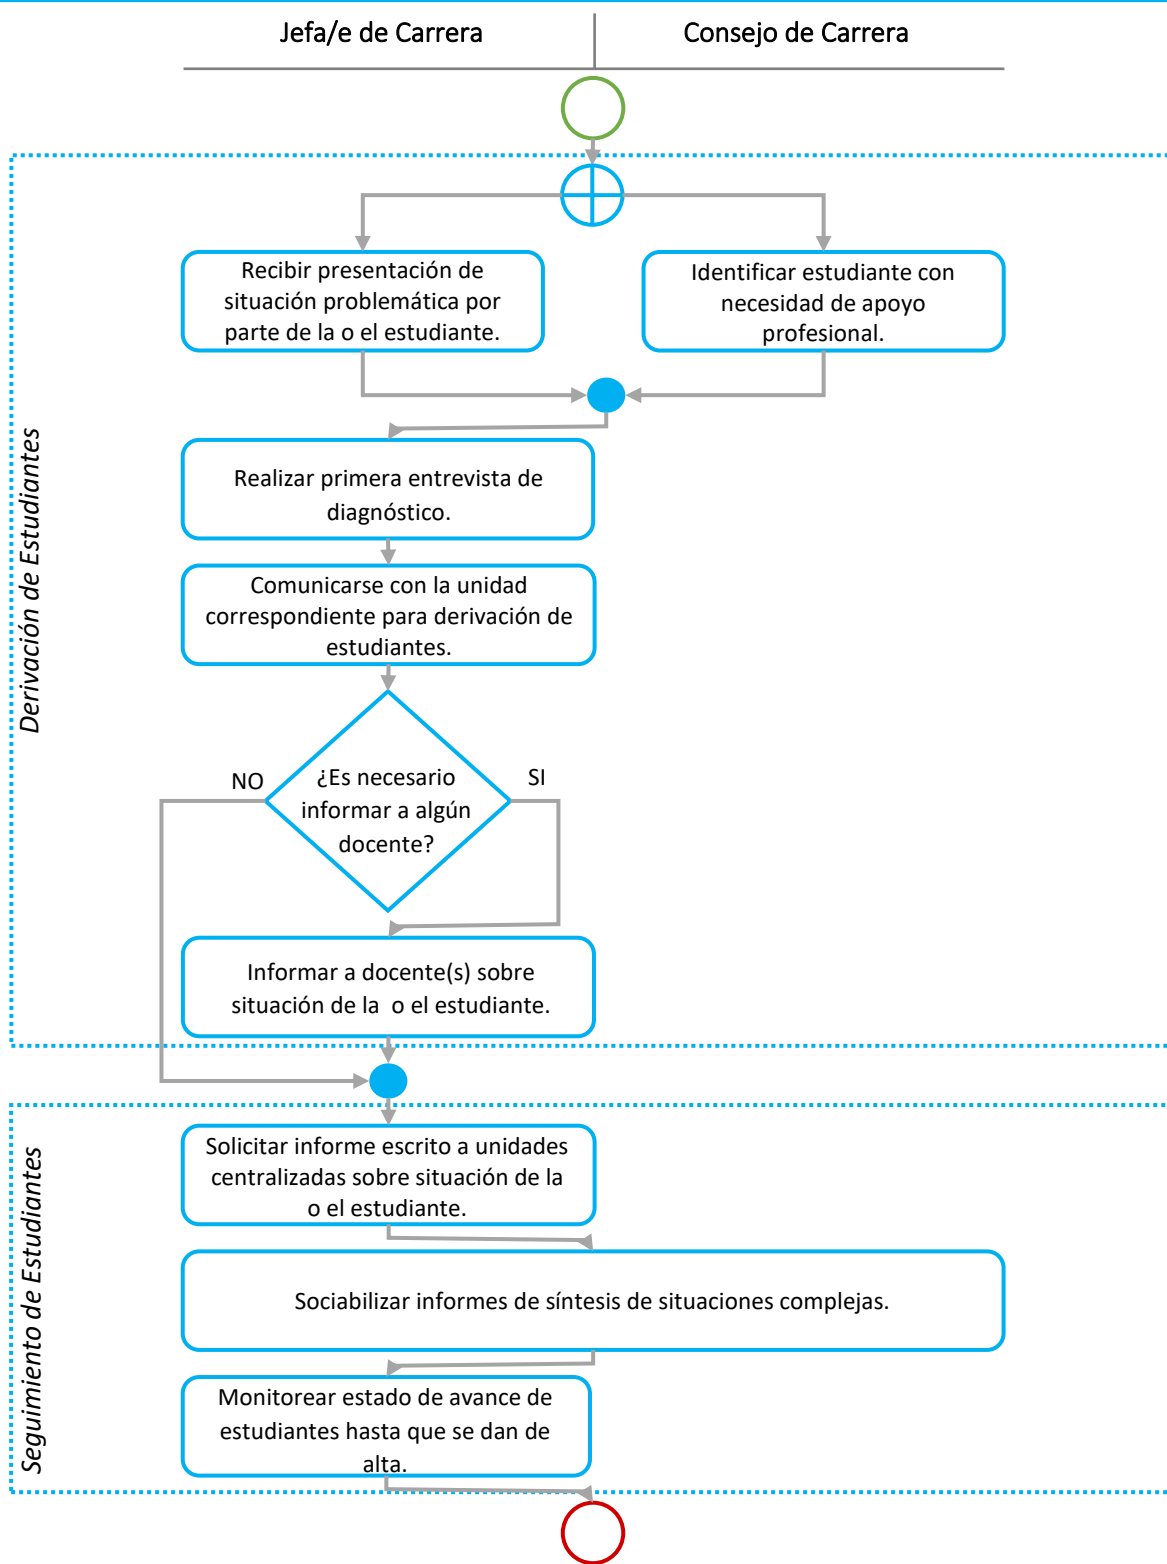 Jefa/e de Carrera
Consejo de Carrera
Derivación de Estudiantes
Recibir presentación de
situación problemática por
parte de la o el estudiante.
Identificar estudiante con
necesidad de apoyo
profesional.
Realizar primera entrevista de
diagnóstico.
Comunicarse con la unidad
correspondiente para derivación de
estudiantes.
NO
¿Es necesario
informar a algún
docente?
SI
Informar a docente(s) sobre
situación de la  o el estudiante.
Seguimiento de Estudiantes
Solicitar informe escrito a unidades
centralizadas sobre situación de la
o el estudiante.
Sociabilizar informes de síntesis de situaciones complejas.
Monitorear estado de avance de
estudiantes hasta que se dan de
alta.